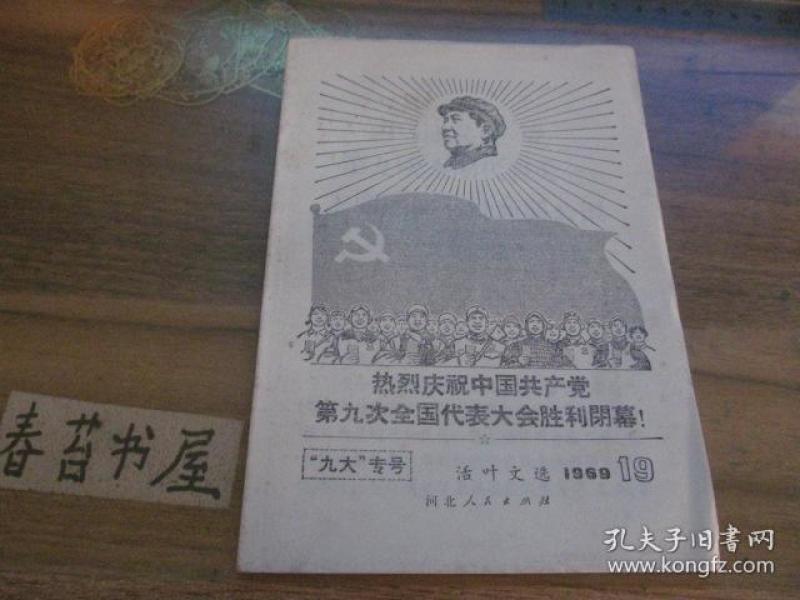 热烈庆祝中国共产党
第九次全国代表大会胜利閉幕!
“九大”专号
活叶文选 1969 19
河北人民出版社
春苔书屋
孔夫子旧书网
www.kongfz.com